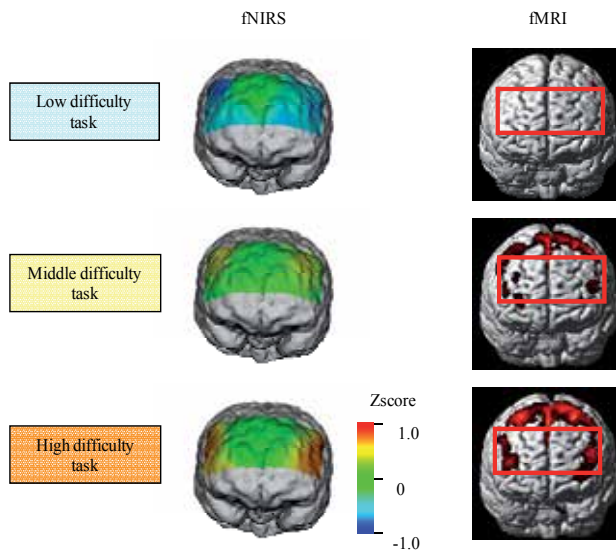 fNIRS
fMRI
Low difficulty
task
Middle difficulty
task
High difficulty
task
Zscore
1.0
0
-1.0